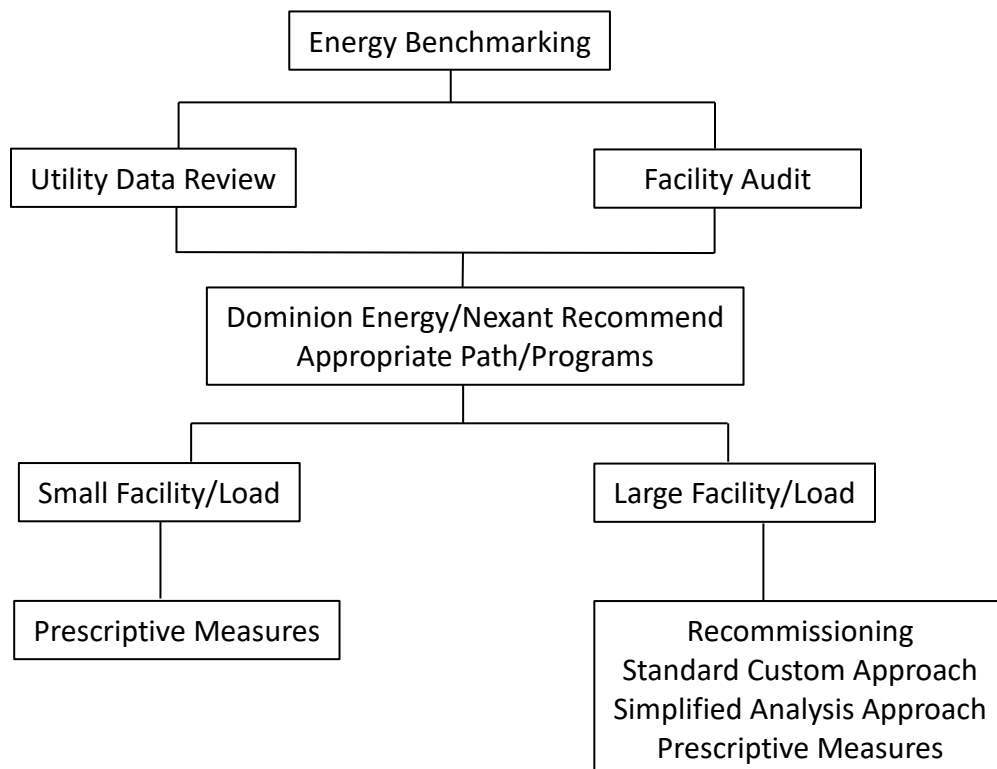 Energy Benchmarking
Utility Data Review
Facility Audit
Dominion Energy/Nexant Recommend
Appropriate Path/Programs
Small Facility/Load
Large Facility/Load
Prescriptive Measures
Recommissioning
Standard Custom Approach
Simplified Analysis Approach
Prescriptive Measures